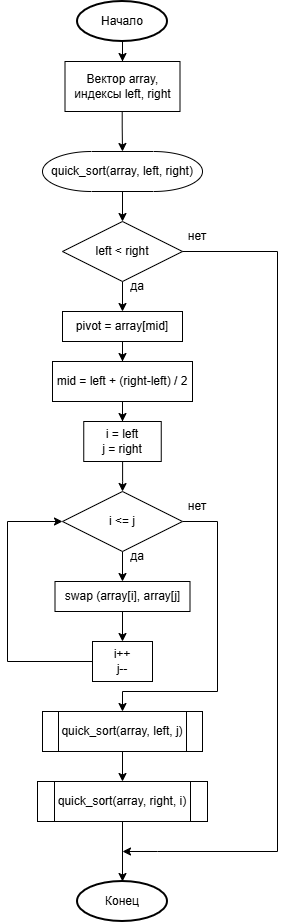 Начало
Вектор array,
индексы left, right
quick_sort(array, left, right)
left < right
нет
да
pivot = array[mid]
mid = left + (right-left) / 2
i = left
j = right
i <= j
нет
да
swap (array[i], array[j]
i++
j--
quick_sort(array, left, j)
quick_sort(array, right, i)
Конец